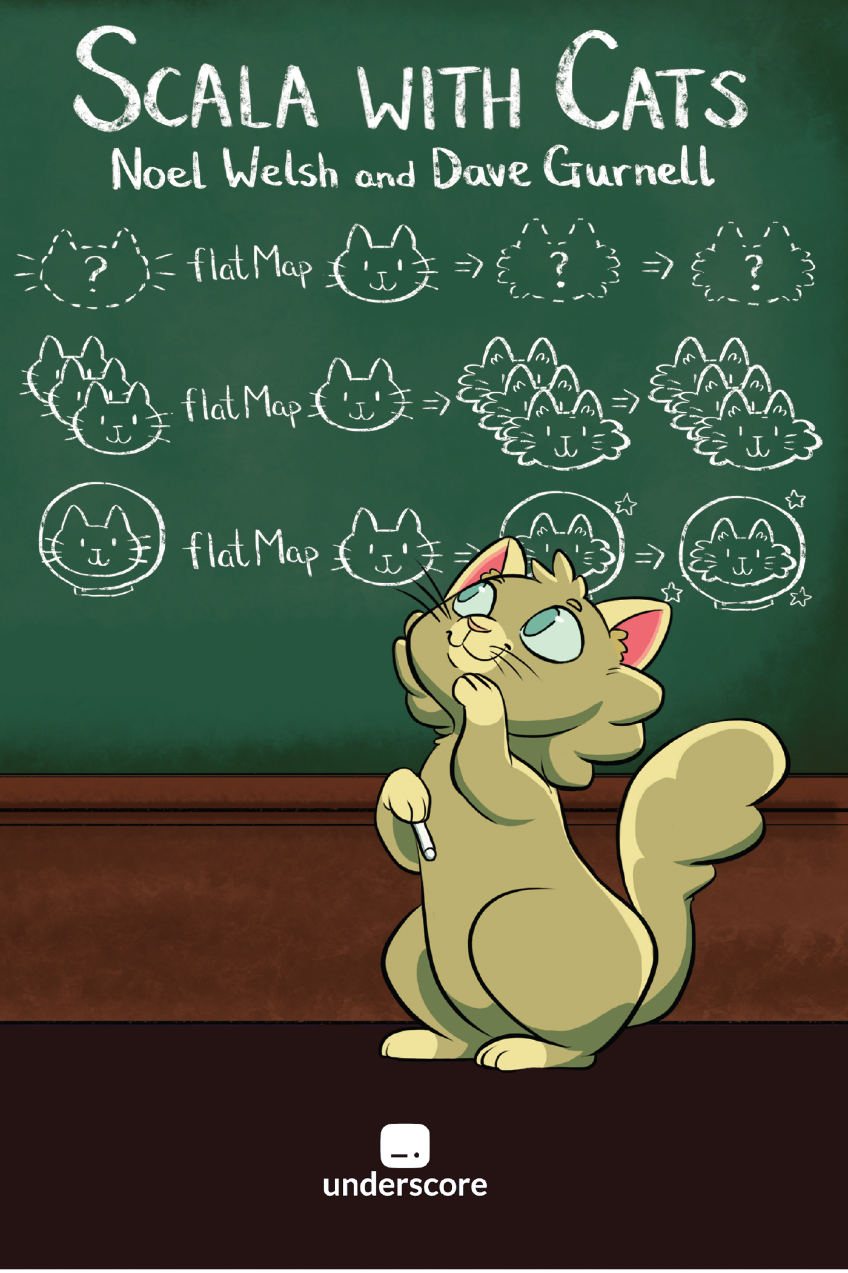 SCALA WITH CATS
Noel Welsh and Dave Gurnell
? flatMap ⇒ ? ⇒ ?
flatMap ⇒ ⇒
flatMap ⇒ ⇒
underscore